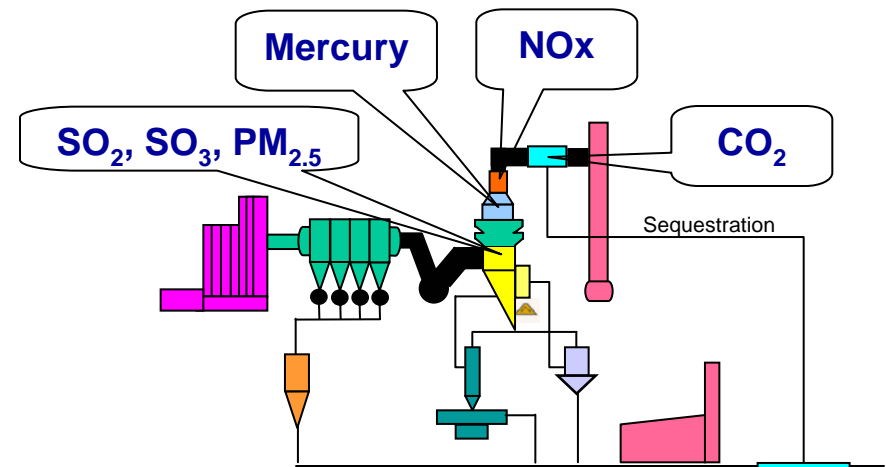 Mercury
NOx
SO₂, SO₃, PM₂.₅
CO₂
Sequestration